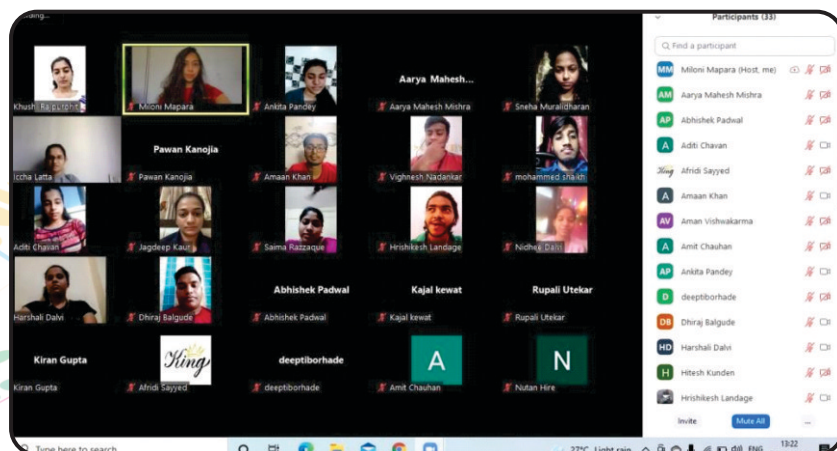 Participants (33)
Find a participant
Khushi Rajpurohit
Miloni Mapara
Ankita Pandey
Aarya Mahesh...
Aarya Mahesh Mishra
Sneha Muralidharan
Iccha Latta
Pawan Kanojia
Pawan Kanojia
Amaan Khan
Vighnesh Nadankar
mohammed shaikh
Aditi Chavan
Jagdeep Kaur
Saima Razzaque
Hrishikesh Landage
Nidhee Dalvi
Harshali Dalvi
Dhiraj Balgude
Abhishek Padwal
Abhishek Padwal
Kajal kewat
Kajal kewat
Rupali Utekar
Rupali Utekar
Kiran Gupta
Kiran Gupta
King
Afridi Sayyed
deeptiborhade
deeptiborhade
A
Amit Chauhan
N
Nutan Hire
MM Miloni Mapara (Host, me)
AM Aarya Mahesh Mishra
AP Abhishek Padwal
A Aditi Chavan
King Afridi Sayyed
A Amaan Khan
AV Aman Vishwakarma
A Amit Chauhan
AP Ankita Pandey
D deeptiborhade
DB Dhiraj Balgude
HD Harshali Dalvi
H Hitesh Kunden
Hrishikesh Landage
Invite Mute All ...
Type here to search
27°C Light rain ENG 13:22